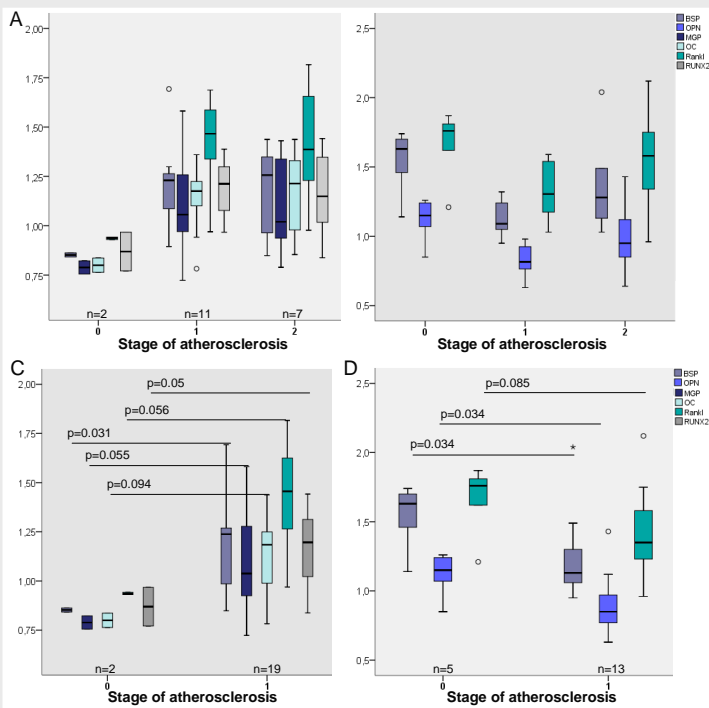 A
2,00
1,75
1,50
1,25
1,00
0,75
n=2
n=11
n=7
0
1
2
Stage of atherosclerosis
2,5
2,0
1,5
1,0
0,5
0
1
2
Stage of atherosclerosis
BSP
OPN
MGP
OC
Rankl
RUNX2
C
2,00
1,75
1,50
1,25
1,00
0,75
p=0.05
p=0.056
p=0.031
p=0.055
p=0.094
n=2
n=19
0
1
Stage of atherosclerosis
D
2,5
2,0
1,5
1,0
0,5
p=0.085
p=0.034
p=0.034
*
n=5
n=13
0
1
Stage of atherosclerosis
BSP
OPN
MGP
OC
Rankl
RUNX2